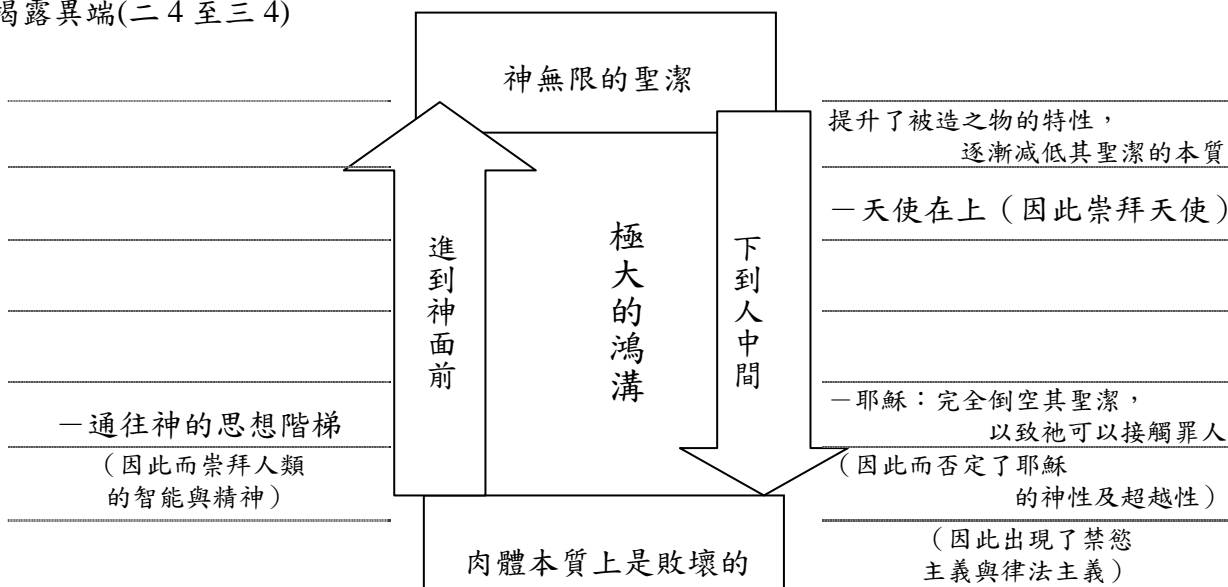 揭露異端(二 4 至三 4)
神無限的聖潔
提升了被造之物的特性，
逐漸減低其聖潔的本質
－天使在上（因此崇拜天使）
進到神面前
極大的鴻溝
下到人中間
－通往神的思想階梯
（因此而崇拜人類
的智能與精神）
－耶穌：完全倒空其聖潔，
以致祂可以接觸罪人
（因此而否定了耶穌
的神性及超越性）
肉體本質上是敗壞的
（因此出現了禁慾
主義與律法主義）